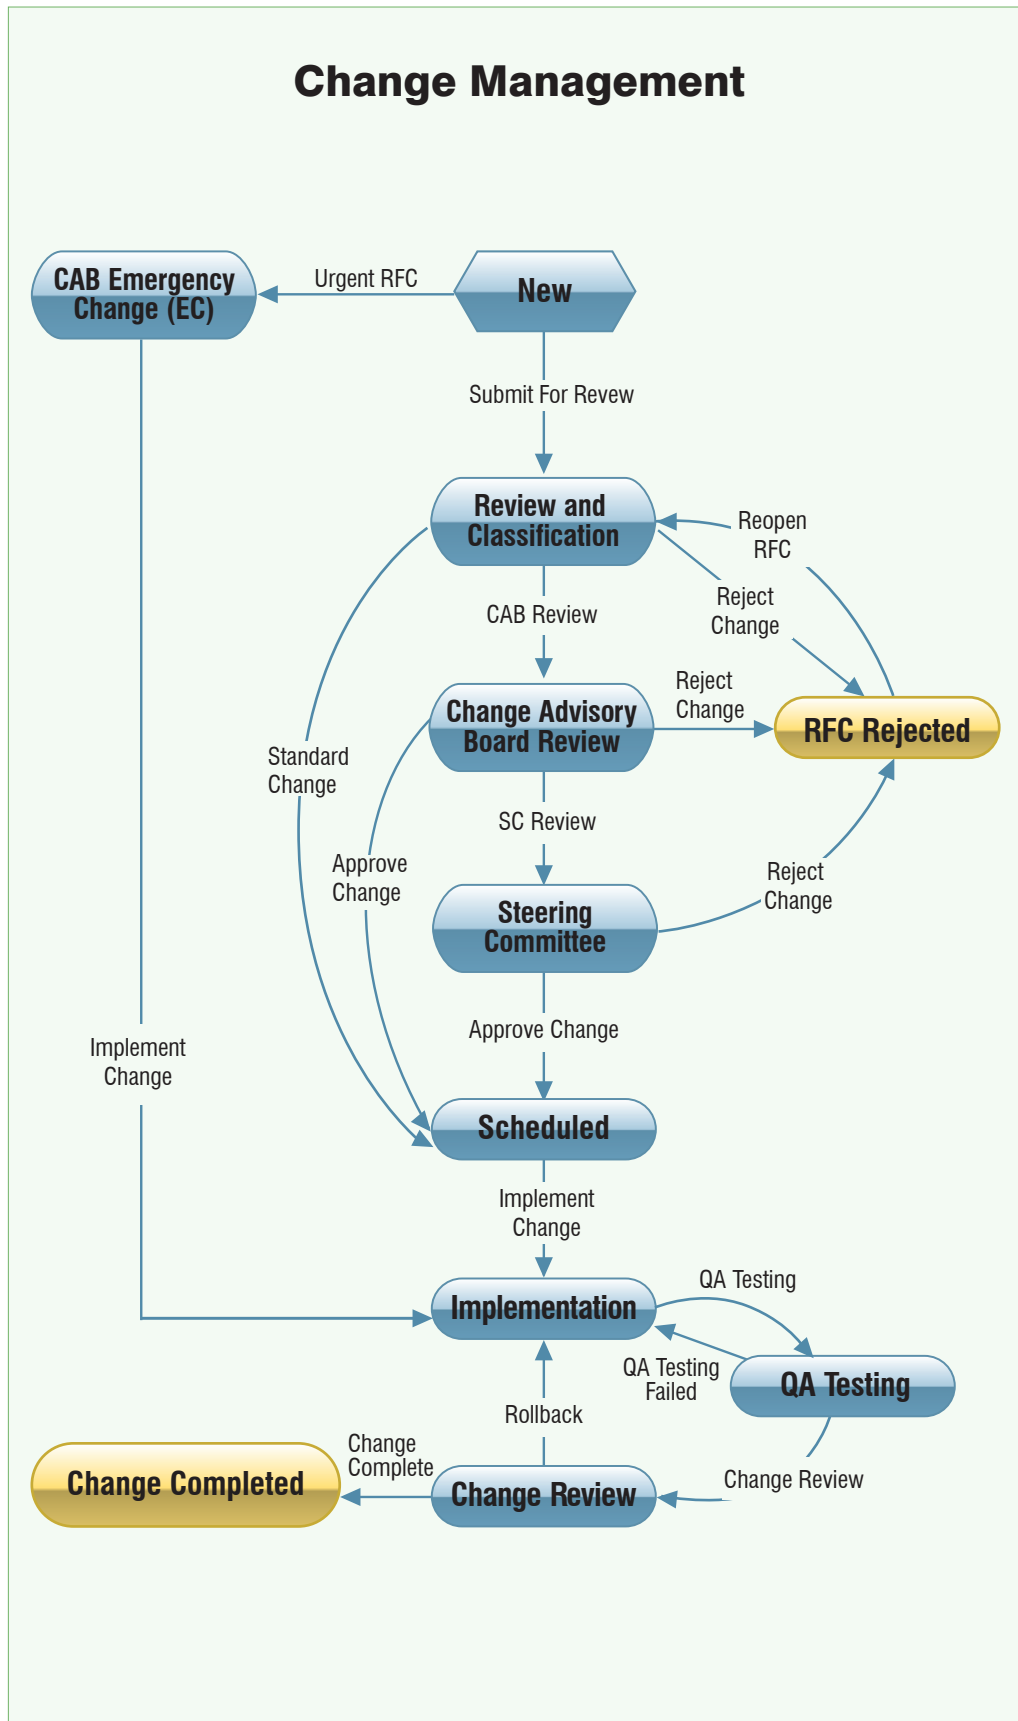 Change Management
CAB Emergency
Change (EC)
Urgent RFC
New
Submit For Revew
Review and
Classification
Reopen
RFC
Reject
Change
CAB Review
Change Advisory
Board Review
Reject
Change
RFC Rejected
Standard
Change
SC Review
Approve
Change
Steering
Committee
Reject
Change
Approve Change
Implement
Change
Scheduled
Implement
Change
Implementation
QA Testing
QA Testing
Failed
QA Testing
Rollback
Change
Complete
Change Completed
Change Review
Change Review